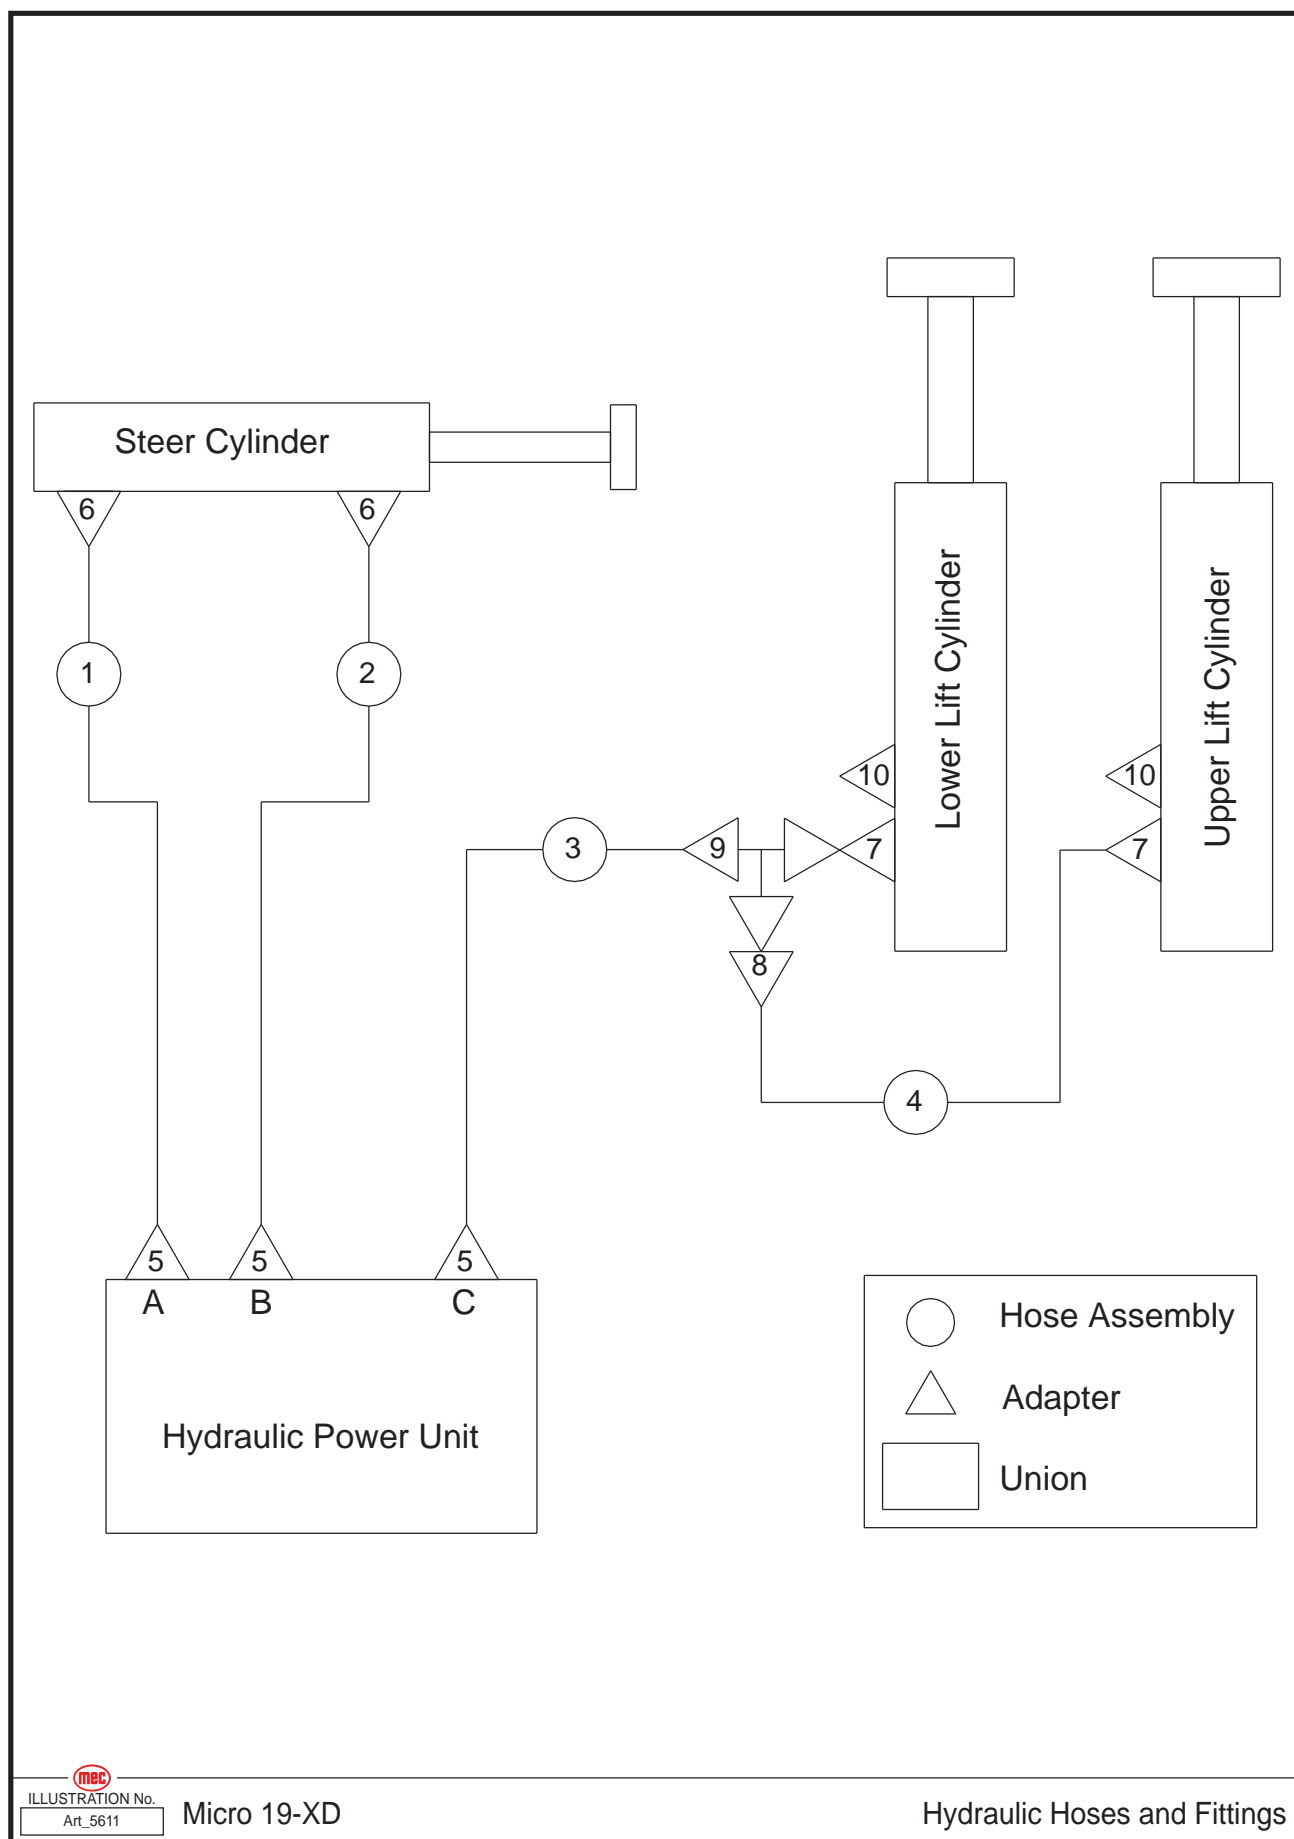 Steer Cylinder
6
6
1
2
Lower Lift Cylinder
Upper Lift Cylinder
10
10
3
9
7
7
8
4
5
5
5
A
B
C
Hydraulic Power Unit
Hose Assembly
Adapter
Union
mec
ILLUSTRATION No.
Art_5611
Micro 19-XD
Hydraulic Hoses and Fittings